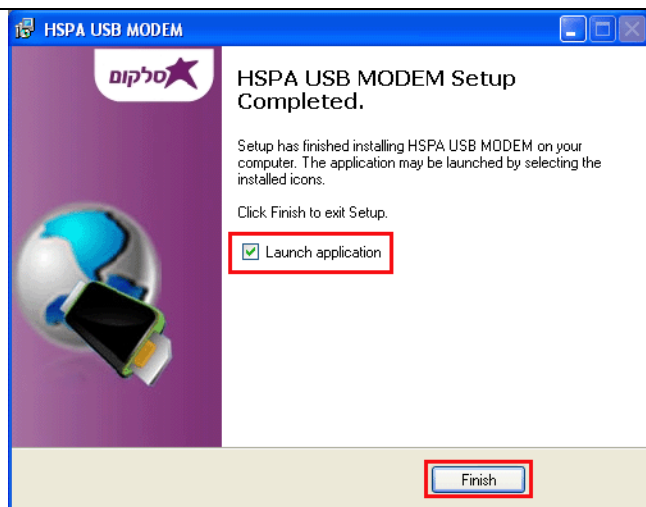 HSPA USB MODEM
סלקום
HSPA USB MODEM Setup
Completed.
Setup has finished installing HSPA USB MODEM on your
computer. The application may be launched by selecting the
installed icons.
Click Finish to exit Setup.
Launch application
Finish